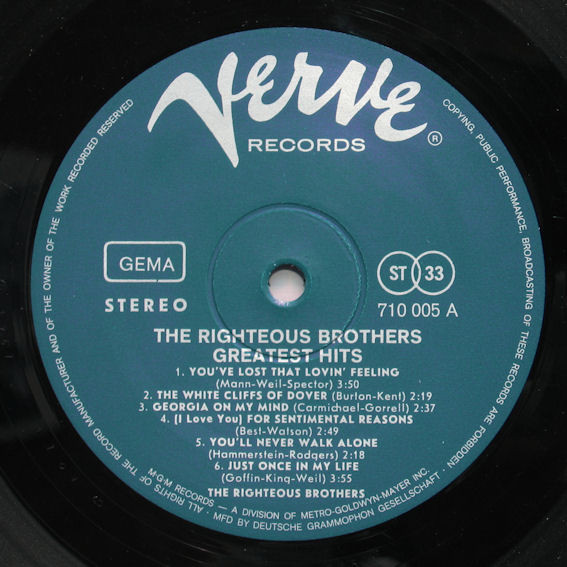 Verve
RECORDS
®
ALL RIGHTS OF THE RECORD MANUFACTURER AND OF THE OWNER OF THE WORK RECORDED RESERVED
COPYING, PUBLIC PERFORMANCE, BROADCASTING OF THESE RECORDS ARE FORBIDDEN
GEMA
STEREO
ST 33
710 005 A
THE RIGHTEOUS BROTHERS
GREATEST HITS
1. YOU'VE LOST THAT LOVIN' FEELING
(Mann-Weil-Spector) 3:50
2. THE WHITE CLIFFS OF DOVER (Burton-Kent) 2:19
3. GEORGIA ON MY MIND (Carmichael-Gorrell) 2:37
4. (I Love You) FOR SENTIMENTAL REASONS
(Best-Watson) 2:49
5. YOU'LL NEVER WALK ALONE
(Hammerstein-Rodgers) 2:18
6. JUST ONCE IN MY LIFE
(Goffin-King-Weil) 3:55
THE RIGHTEOUS BROTHERS
M·G·M RECORDS — A DIVISION OF METRO-GOLDWYN-MAYER INC.
· MFD BY DEUTSCHE GRAMMOPHON GESELLSCHAFT ·